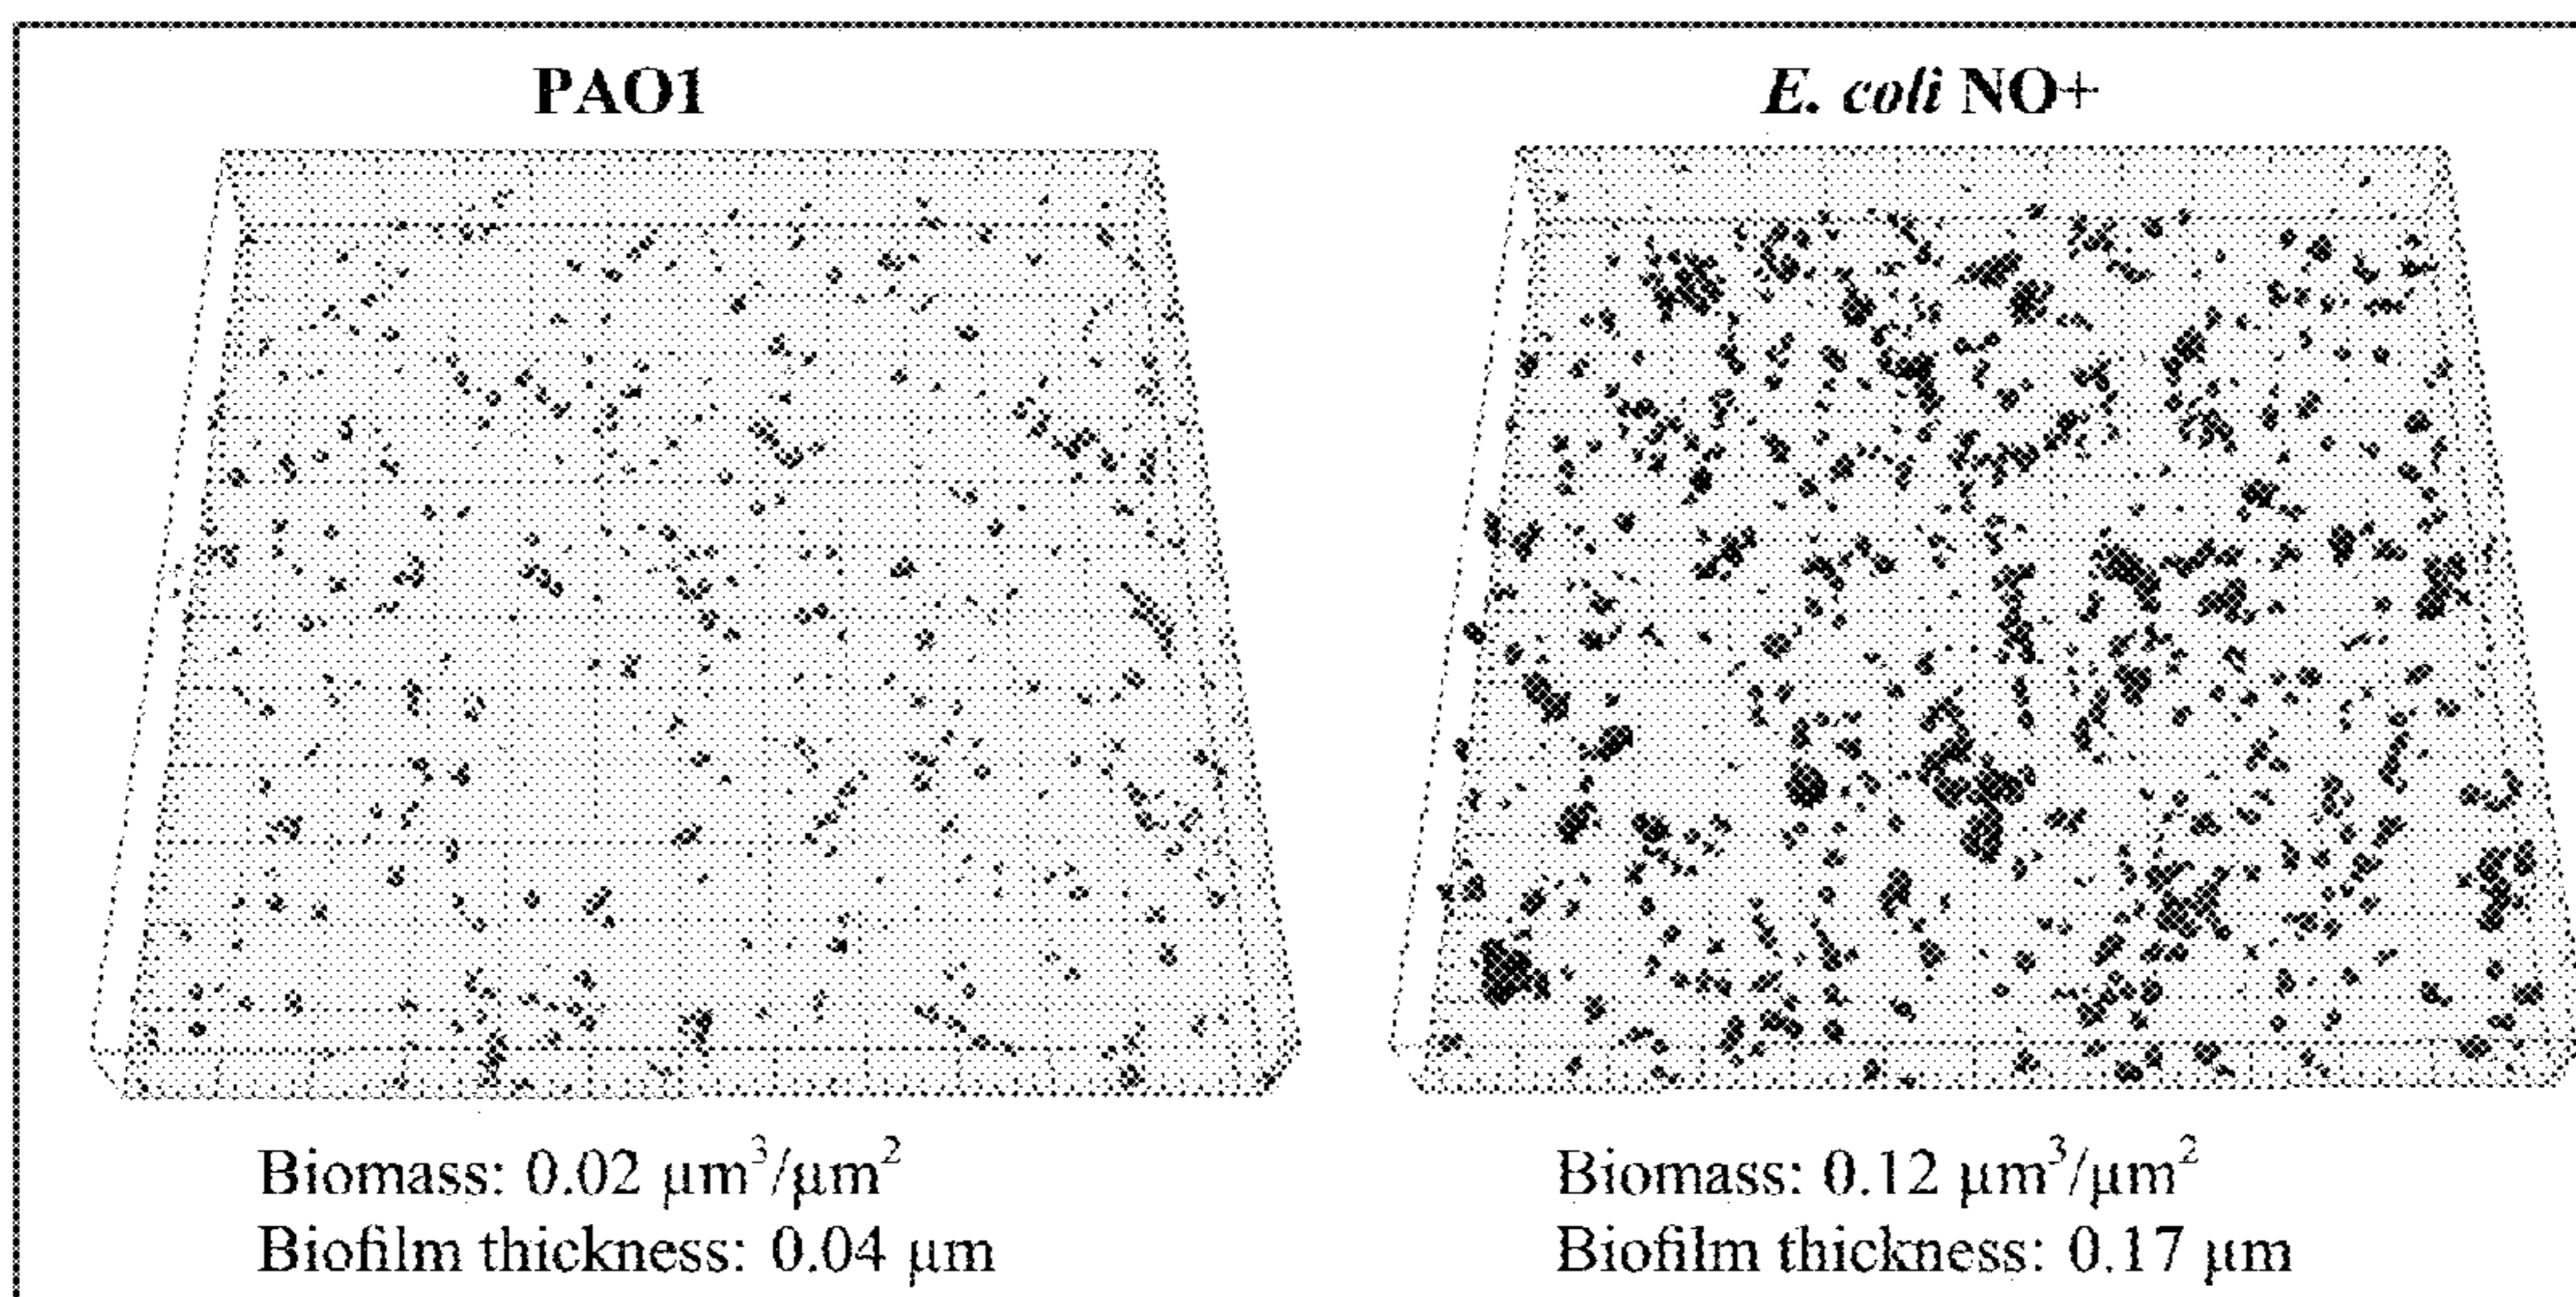 PAO1
E. coli NO+
Biomass: 0.02 μm³/μm²
Biofilm thickness: 0.04 μm
Biomass: 0.12 μm³/μm²
Biofilm thickness: 0.17 μm